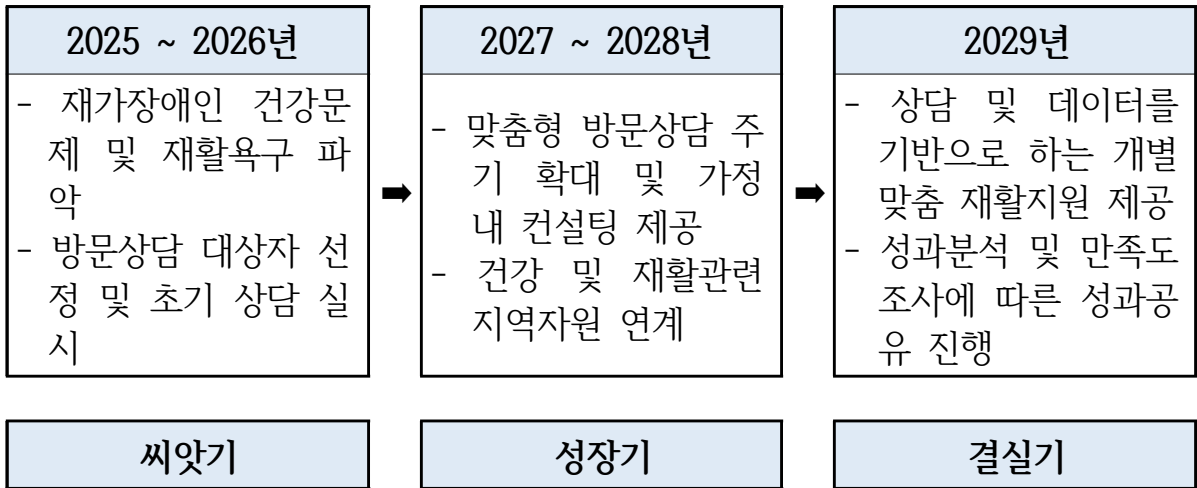 2025 ~ 2026년
- 재가장애인 건강문
제 및 재활욕구 파
악
- 방문상담 대상자 선
정 및 초기 상담 실
시
➡
2027 ~ 2028년
- 맞춤형 방문상담 주
기 확대 및 가정
내 컨설팅 제공
- 건강 및 재활관련
지역자원 연계
➡
2029년
- 상담 및 데이터를
기반으로 하는 개별
맞춤 재활지원 제공
- 성과분석 및 만족도
조사에 따른 성과공
유 진행
씨앗기
성장기
결실기